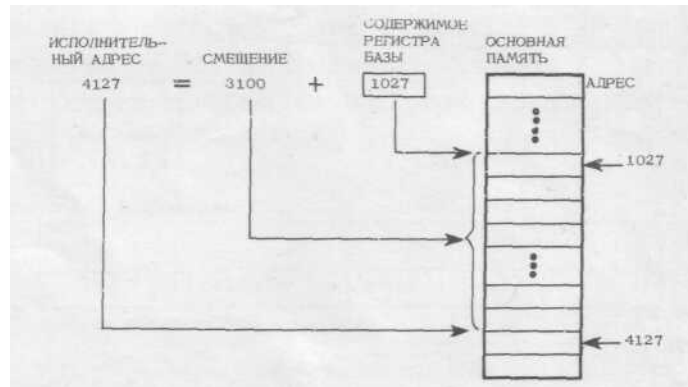 ИСПОЛНИТЕЛЬ-
НЫЙ АДРЕС
4127
=
СМЕЩЕНИЕ
3100
+
СОДЕРЖИМОЕ
РЕГИСТРА
БАЗЫ
1027
ОСНОВНАЯ
ПАМЯТЬ
АДРЕС
1027
4127